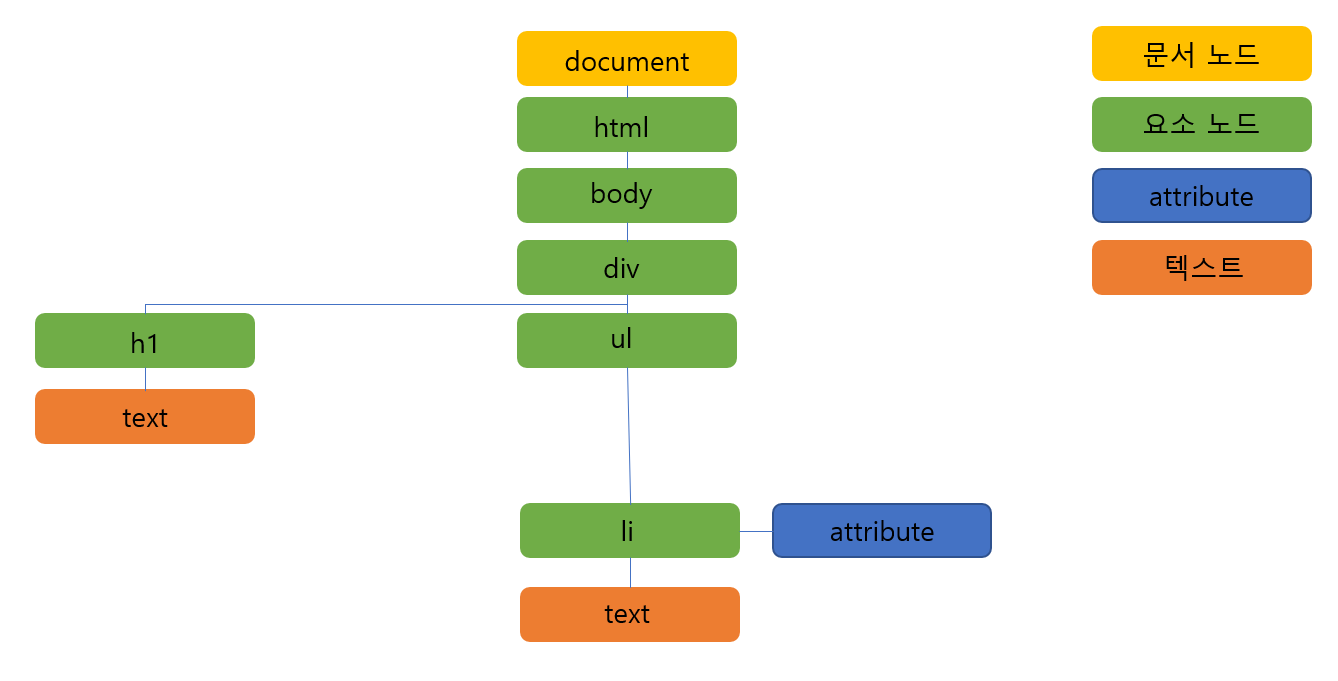 document
문서 노드
html
요소 노드
body
attribute
div
텍스트
h1
ul
text
li
attribute
text